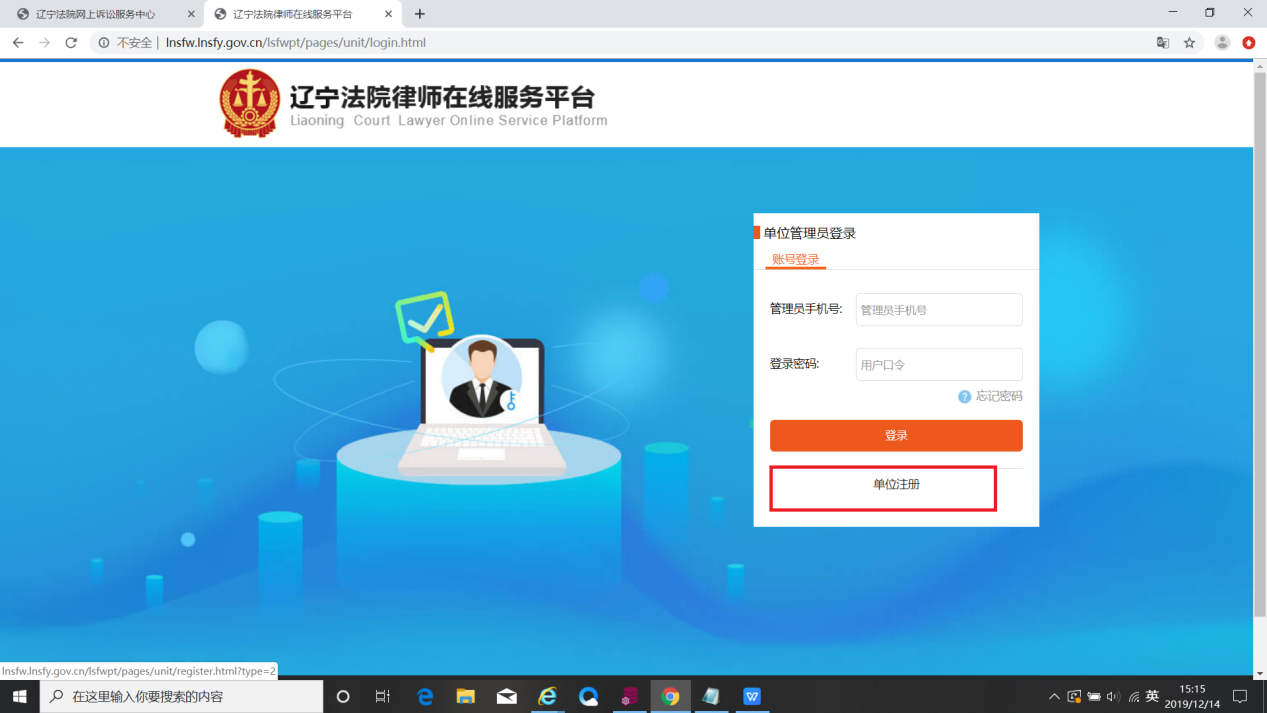 辽宁法院网上诉讼服务中心
辽宁法院律师在线服务平台
不安全 | lnsfw.lnsfy.gov.cn/lsfwpt/pages/unit/login.html
辽宁法院律师在线服务平台
Liaoning Court Lawyer Online Service Platform
单位管理员登录
账号登录
管理员手机号:
管理员手机号
登录密码:
用户口令
? 忘记密码
登录
单位注册
lnsfw.lnsfy.gov.cn/lsfwpt/pages/unit/register.html?type=2
在这里输入你要搜索的内容
英
15:15
2019/12/14